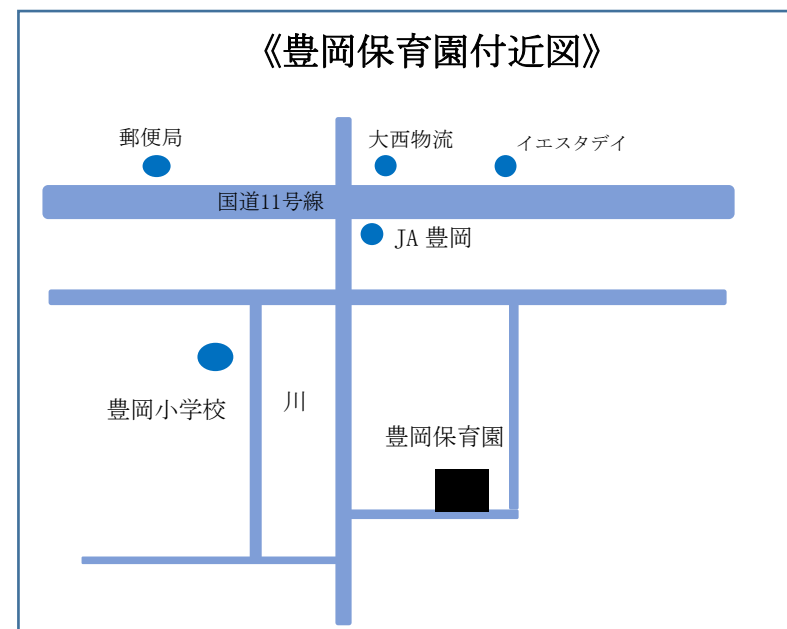 《豊岡保育園付近図》
郵便局
大西物流
イエスタデイ
国道11号線
JA 豊岡
豊岡小学校
川
豊岡保育園